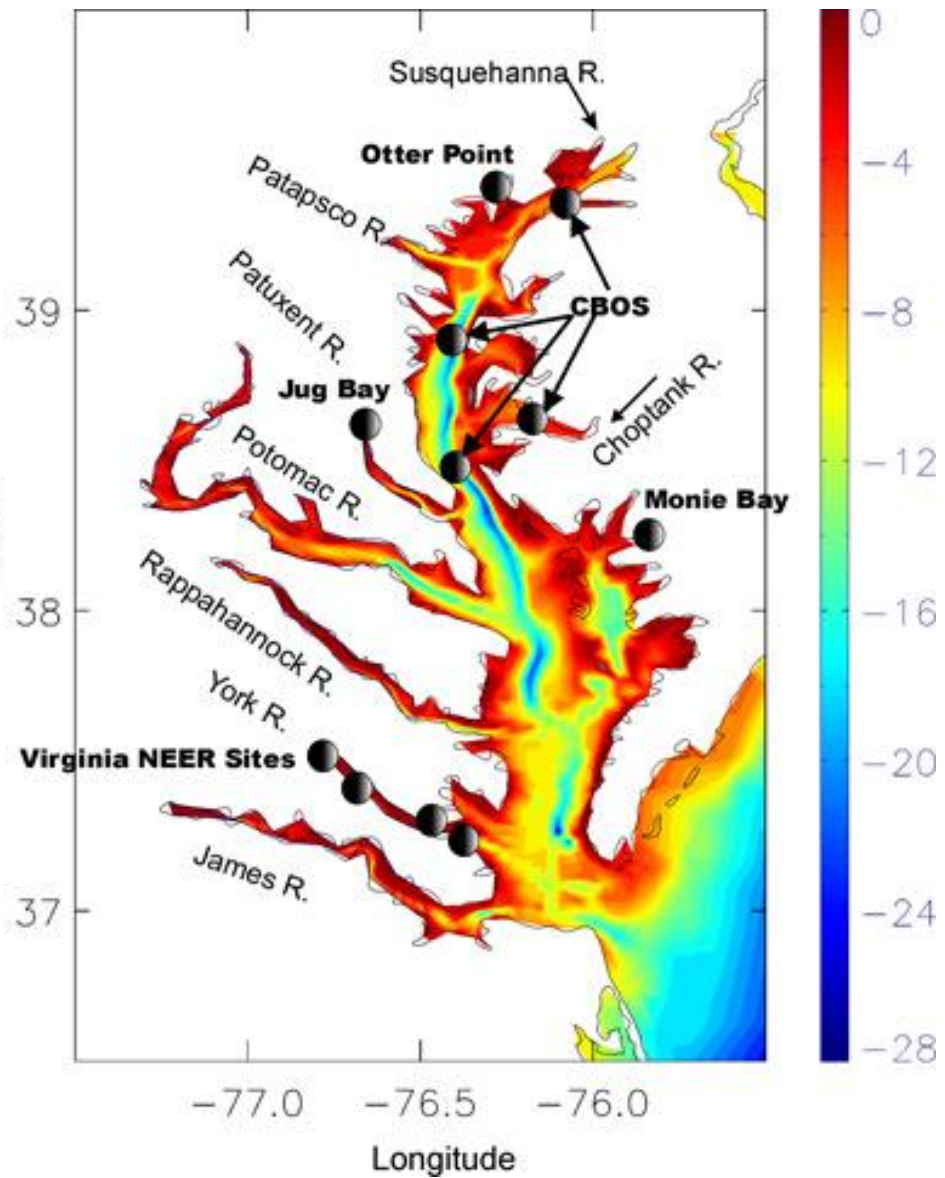 Susquehanna R.
Otter Point
Patapsco R.
Patuxent R.
CBOS
Jug Bay
Choptank R.
Potomac R.
Monie Bay
Rappahannock R.
York R.
Virginia NEER Sites
James R.
39
38
37
-77.0 -76.5 -76.0
Longitude
0
-4
-8
-12
-16
-20
-24
-28